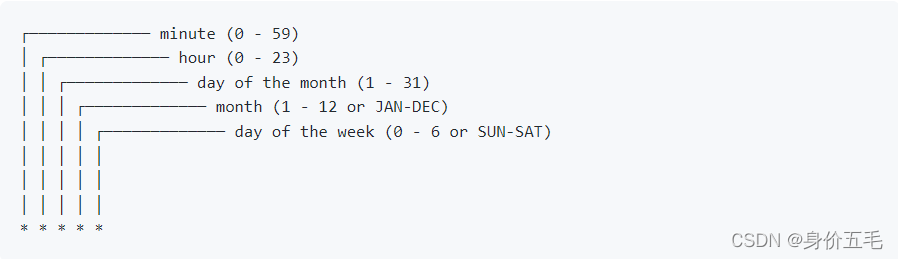 minute (0 - 59)
hour (0 - 23)
day of the month (1 - 31)
month (1 - 12 or JAN-DEC)
day of the week (0 - 6 or SUN-SAT)
* * * * *
CSDN @身价五毛